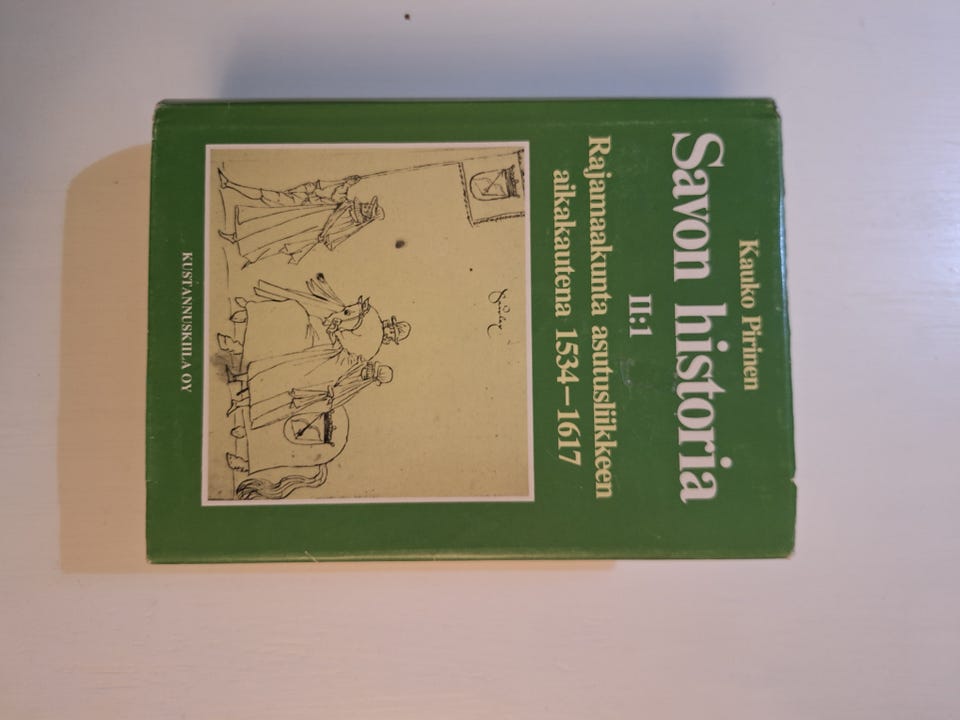 Kauko Pirinen
Savon historia
II:1
Rajamaakunta asutusliikkeen
aikakautena 1534–1617
KUSTANNUSKIILA OY